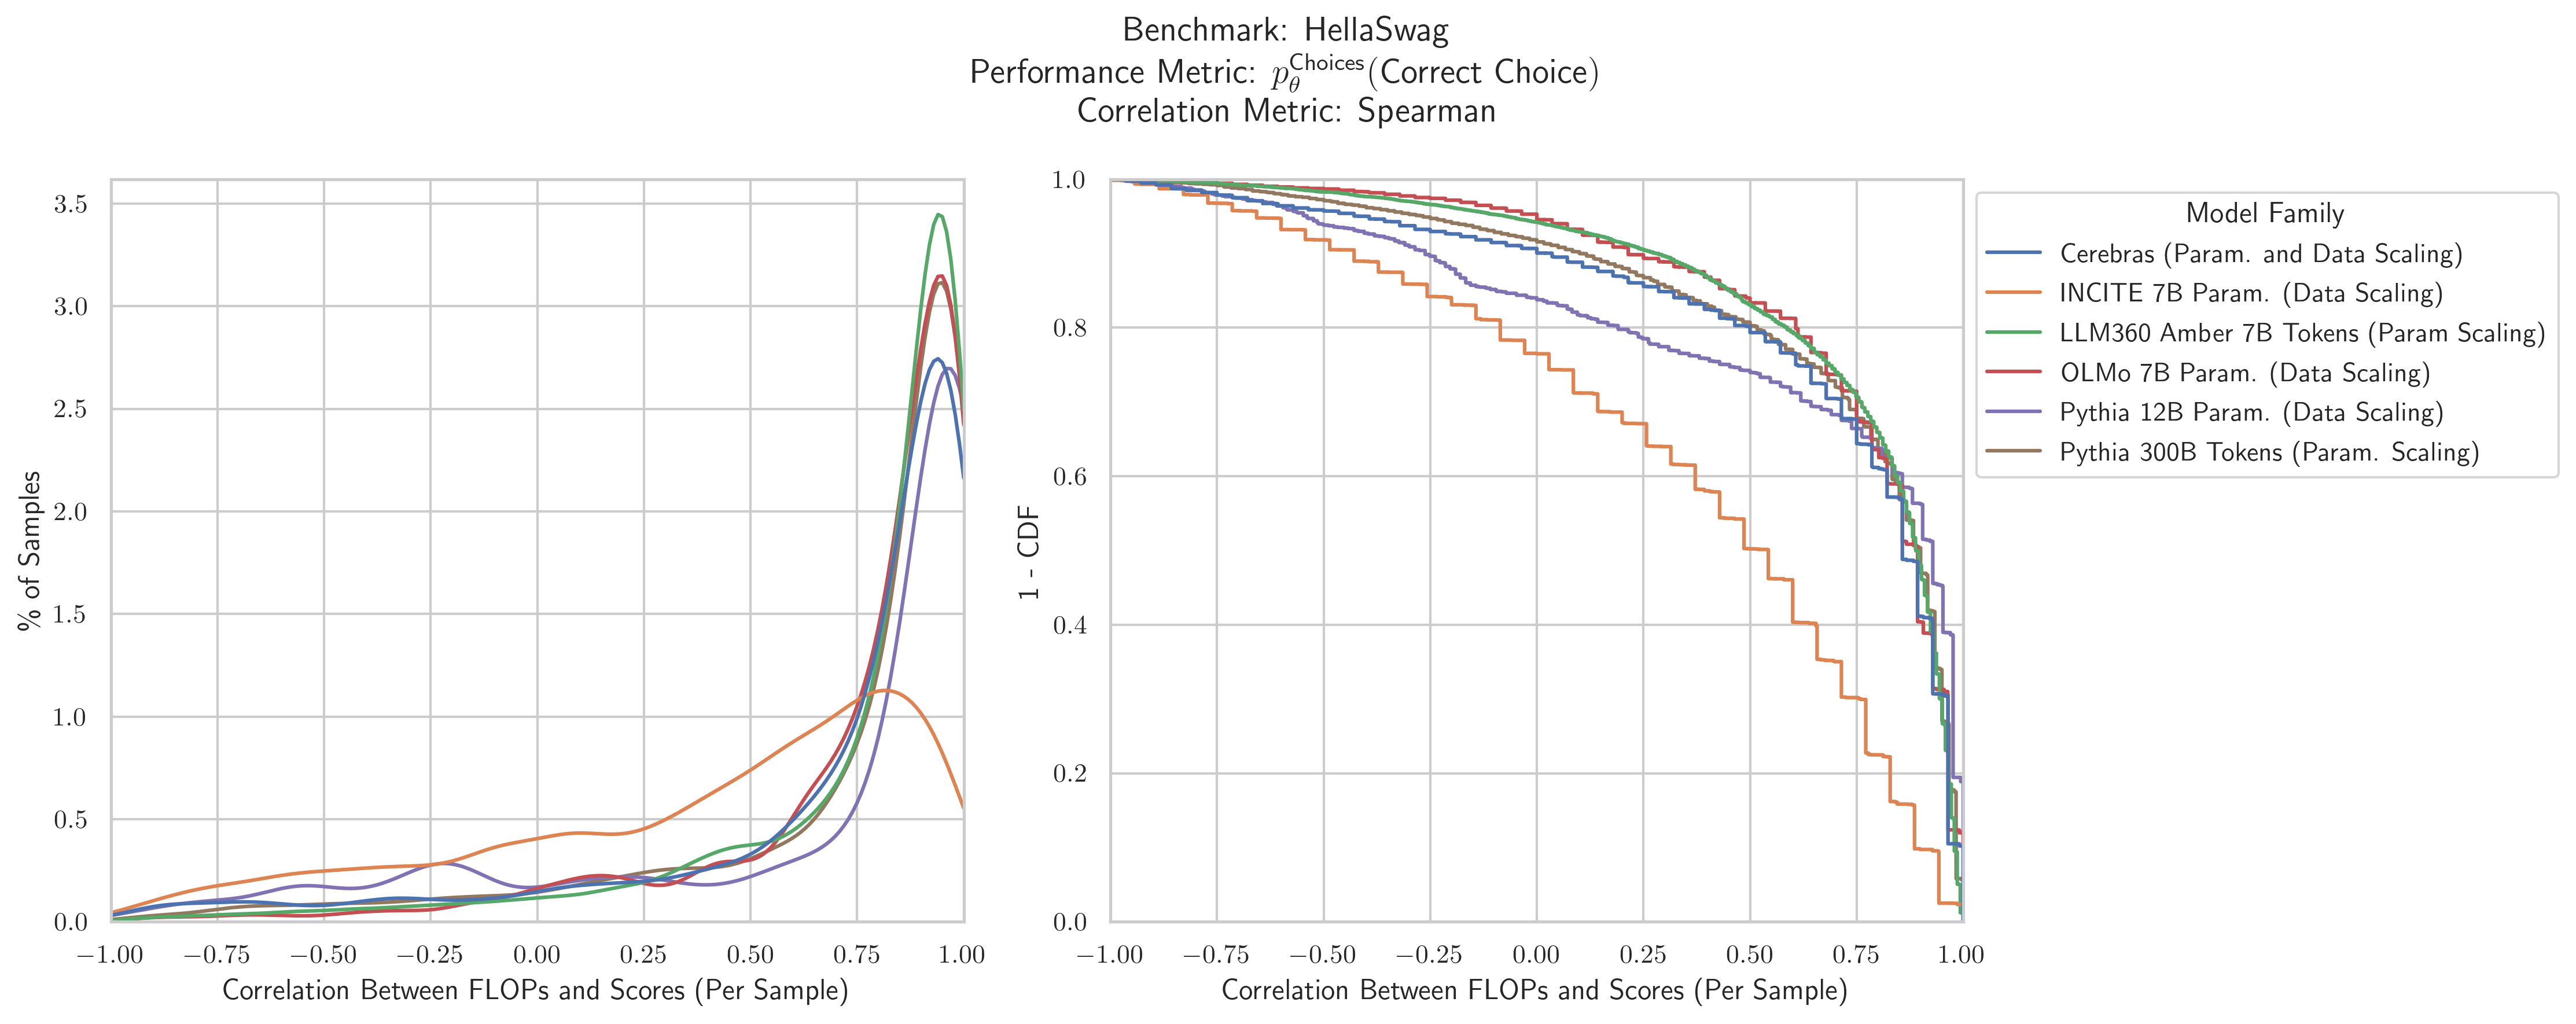 Benchmark: HellaSwag
Performance Metric: $p_{\theta}^{\text{Choices}}$(Correct Choice)
Correlation Metric: Spearman
% of Samples
3.5
3.0
2.5
2.0
1.5
1.0
0.5
0.0
−1.00 −0.75 −0.50 −0.25 0.00 0.25 0.50 0.75 1.00
Correlation Between FLOPs and Scores (Per Sample)
1 - CDF
1.0
0.8
0.6
0.4
0.2
0.0
−1.00 −0.75 −0.50 −0.25 0.00 0.25 0.50 0.75 1.00
Correlation Between FLOPs and Scores (Per Sample)
Model Family
Cerebras (Param. and Data Scaling)
INCITE 7B Param. (Data Scaling)
LLM360 Amber 7B Tokens (Param Scaling)
OLMo 7B Param. (Data Scaling)
Pythia 12B Param. (Data Scaling)
Pythia 300B Tokens (Param. Scaling)